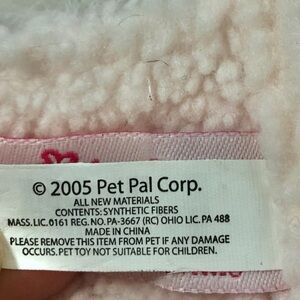 © 2005 Pet Pal Corp.
ALL NEW MATERIALS
CONTENTS: SYNTHETIC FIBERS
MASS. LIC. 0161 REG. NO. PA-3667 (RC) OHIO LIC. PA 488
MADE IN CHINA
PLEASE REMOVE THIS ITEM FROM PET IF ANY DAMAGE
OCCURS. PET TOY NOT SUITABLE FOR CHILDREN.